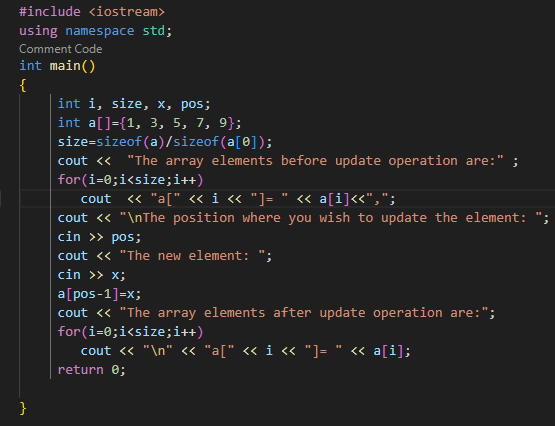 #include <iostream>
using namespace std;
Comment Code
int main()
{
int i, size, x, pos;
int a[]={1, 3, 5, 7, 9};
size=sizeof(a)/sizeof(a[0]);
cout <<  "The array elements before update operation are:" ;
for(i=0;i<size;i++)
cout  << "a[" << i << "]= " << a[i]<<",";
cout << "\nThe position where you wish to update the element: ";
cin >> pos;
cout << "The new element: ";
cin >> x;
a[pos-1]=x;
cout << "The array elements after update operation are:";
for(i=0;i<size;i++)
cout << "\n" << "a[" << i << "]= " << a[i];
return 0;
}